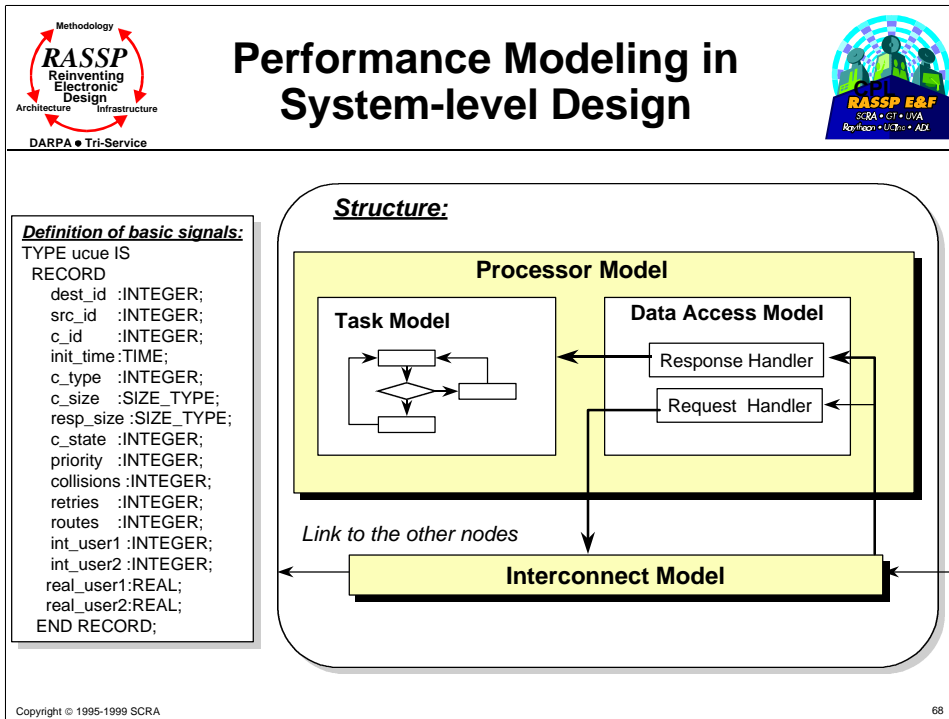 Methodology
RASSP
Reinventing
Electronic
Design
Architecture Infrastructure
DARPA ● Tri-Service
Performance Modeling in
System-level Design
CPL
RASSP E&F
SCRA • GT • UVA
Raytheon • UCInc • ADL
Definition of basic signals:
TYPE ucue IS
RECORD
dest_id :INTEGER;
src_id :INTEGER;
c_id :INTEGER;
init_time :TIME;
c_type :INTEGER;
c_size :SIZE_TYPE;
resp_size :SIZE_TYPE;
c_state :INTEGER;
priority :INTEGER;
collisions :INTEGER;
retries :INTEGER;
routes :INTEGER;
int_user1 :INTEGER;
int_user2 :INTEGER;
real_user1:REAL;
real_user2:REAL;
END RECORD;
Structure:
Processor Model
Task Model
Data Access Model
Response Handler
Request Handler
Link to the other nodes
Interconnect Model
Copyright © 1995-1999 SCRA
68